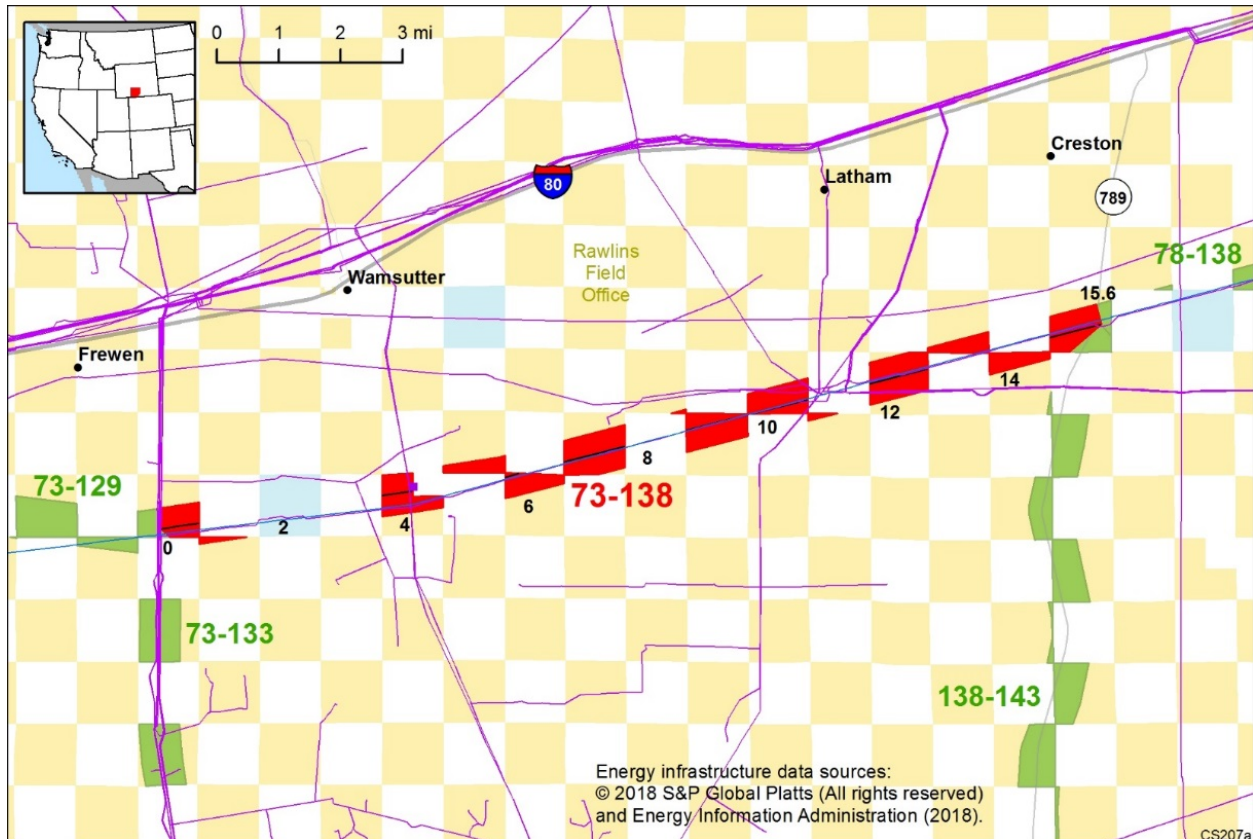 0 1 2 3 mi
Creston
80
Latham
789
Rawlins
Field
Office
78-138
Wamsutter
15.6
Frewen
14
12
10
8
73-138
6
73-129
4
2
0
73-133
138-143
Energy infrastructure data sources:
© 2018 S&P Global Platts (All rights reserved)
and Energy Information Administration (2018).
CS207a